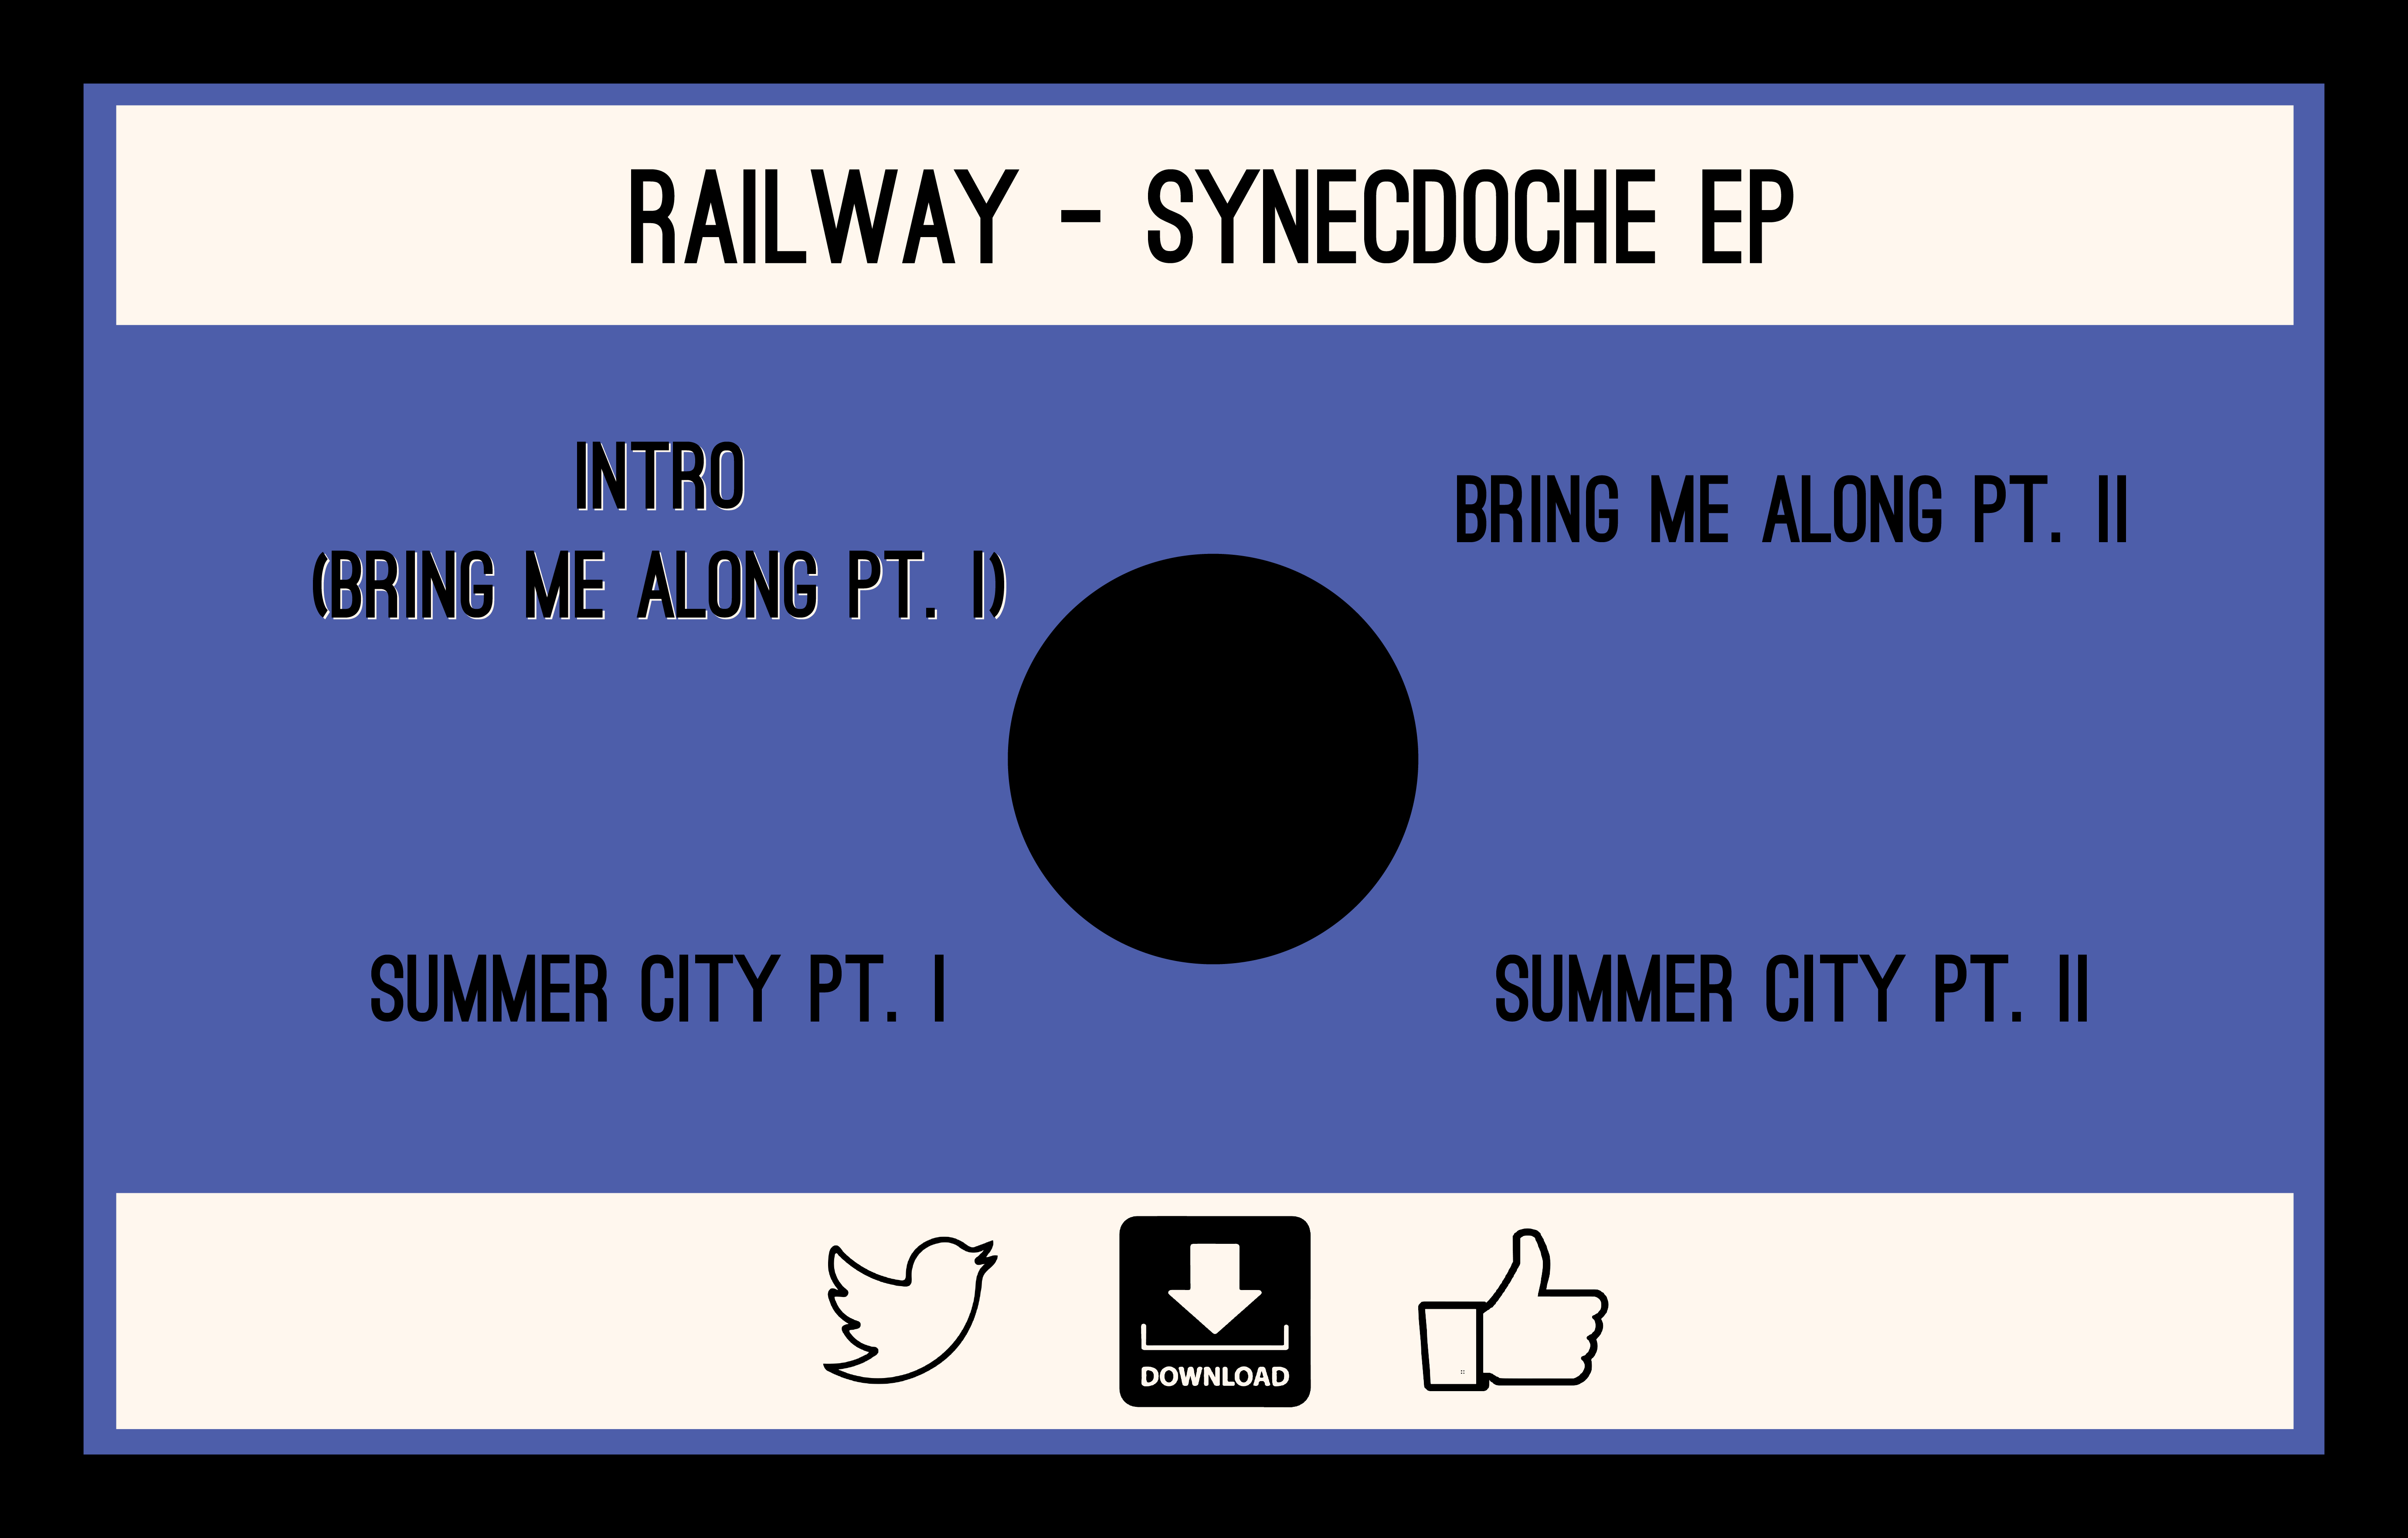 RAILWAY - SYNECDOCHE EP
INTRO
(BRING ME ALONG PT. I)
BRING ME ALONG PT. II
SUMMER CITY PT. I
SUMMER CITY PT. II
DOWNLOAD